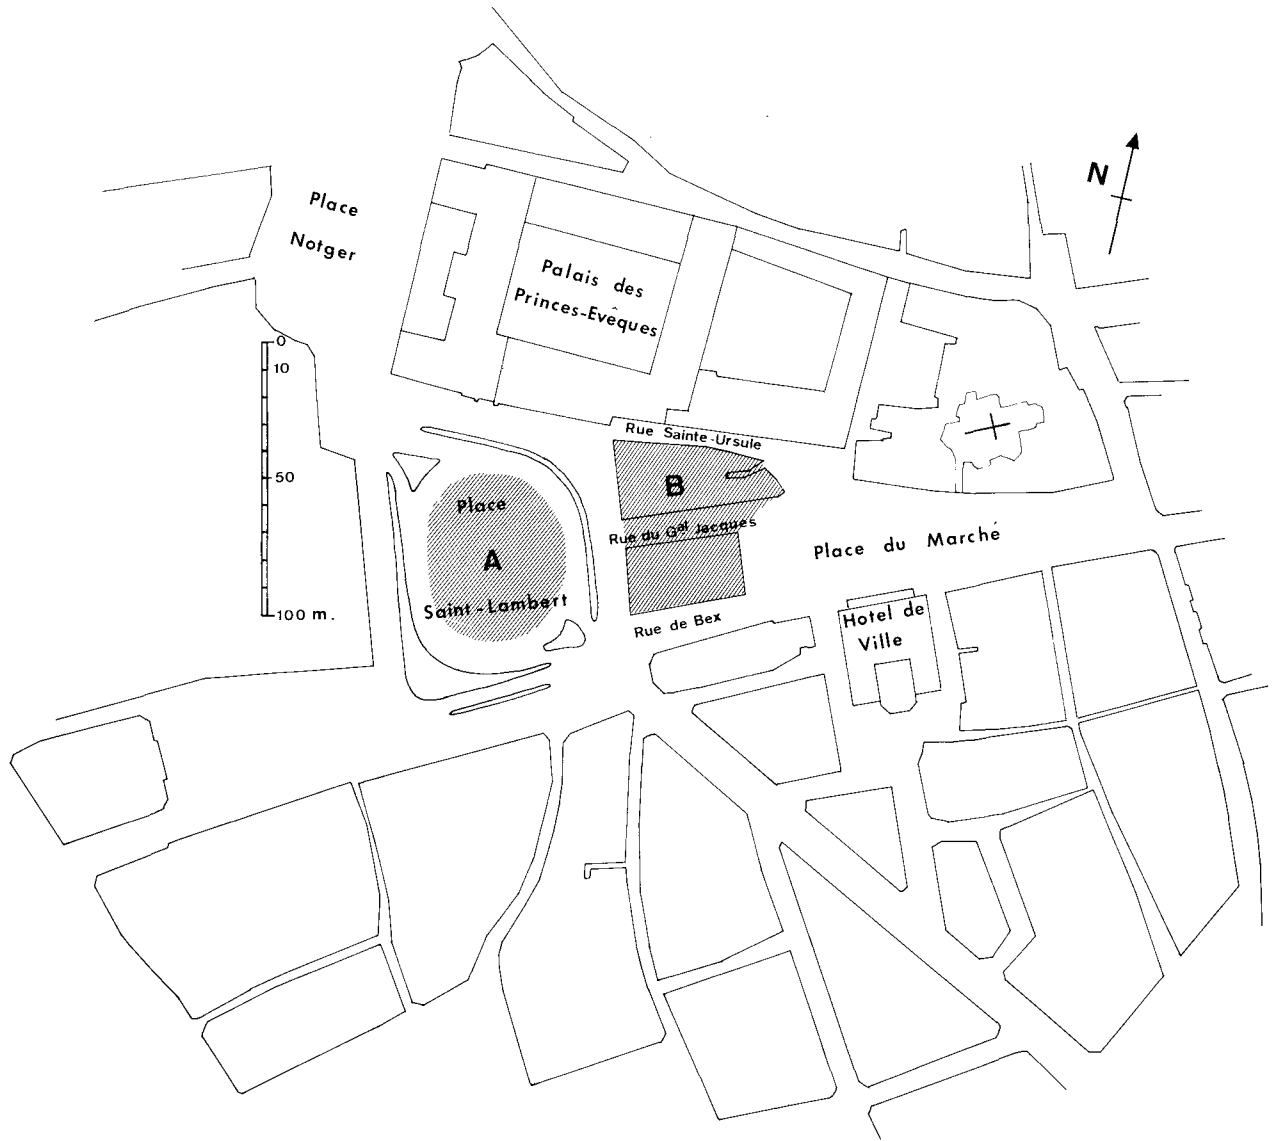 Place
Notger
N
Palais des
Princes-Evêques
0
10
50
100 m.
Rue Sainte-Ursule
B
Place
A
Saint-Lambert
Rue du Gal Jacques
Place du Marché
Rue de Bex
Hotel de
Ville